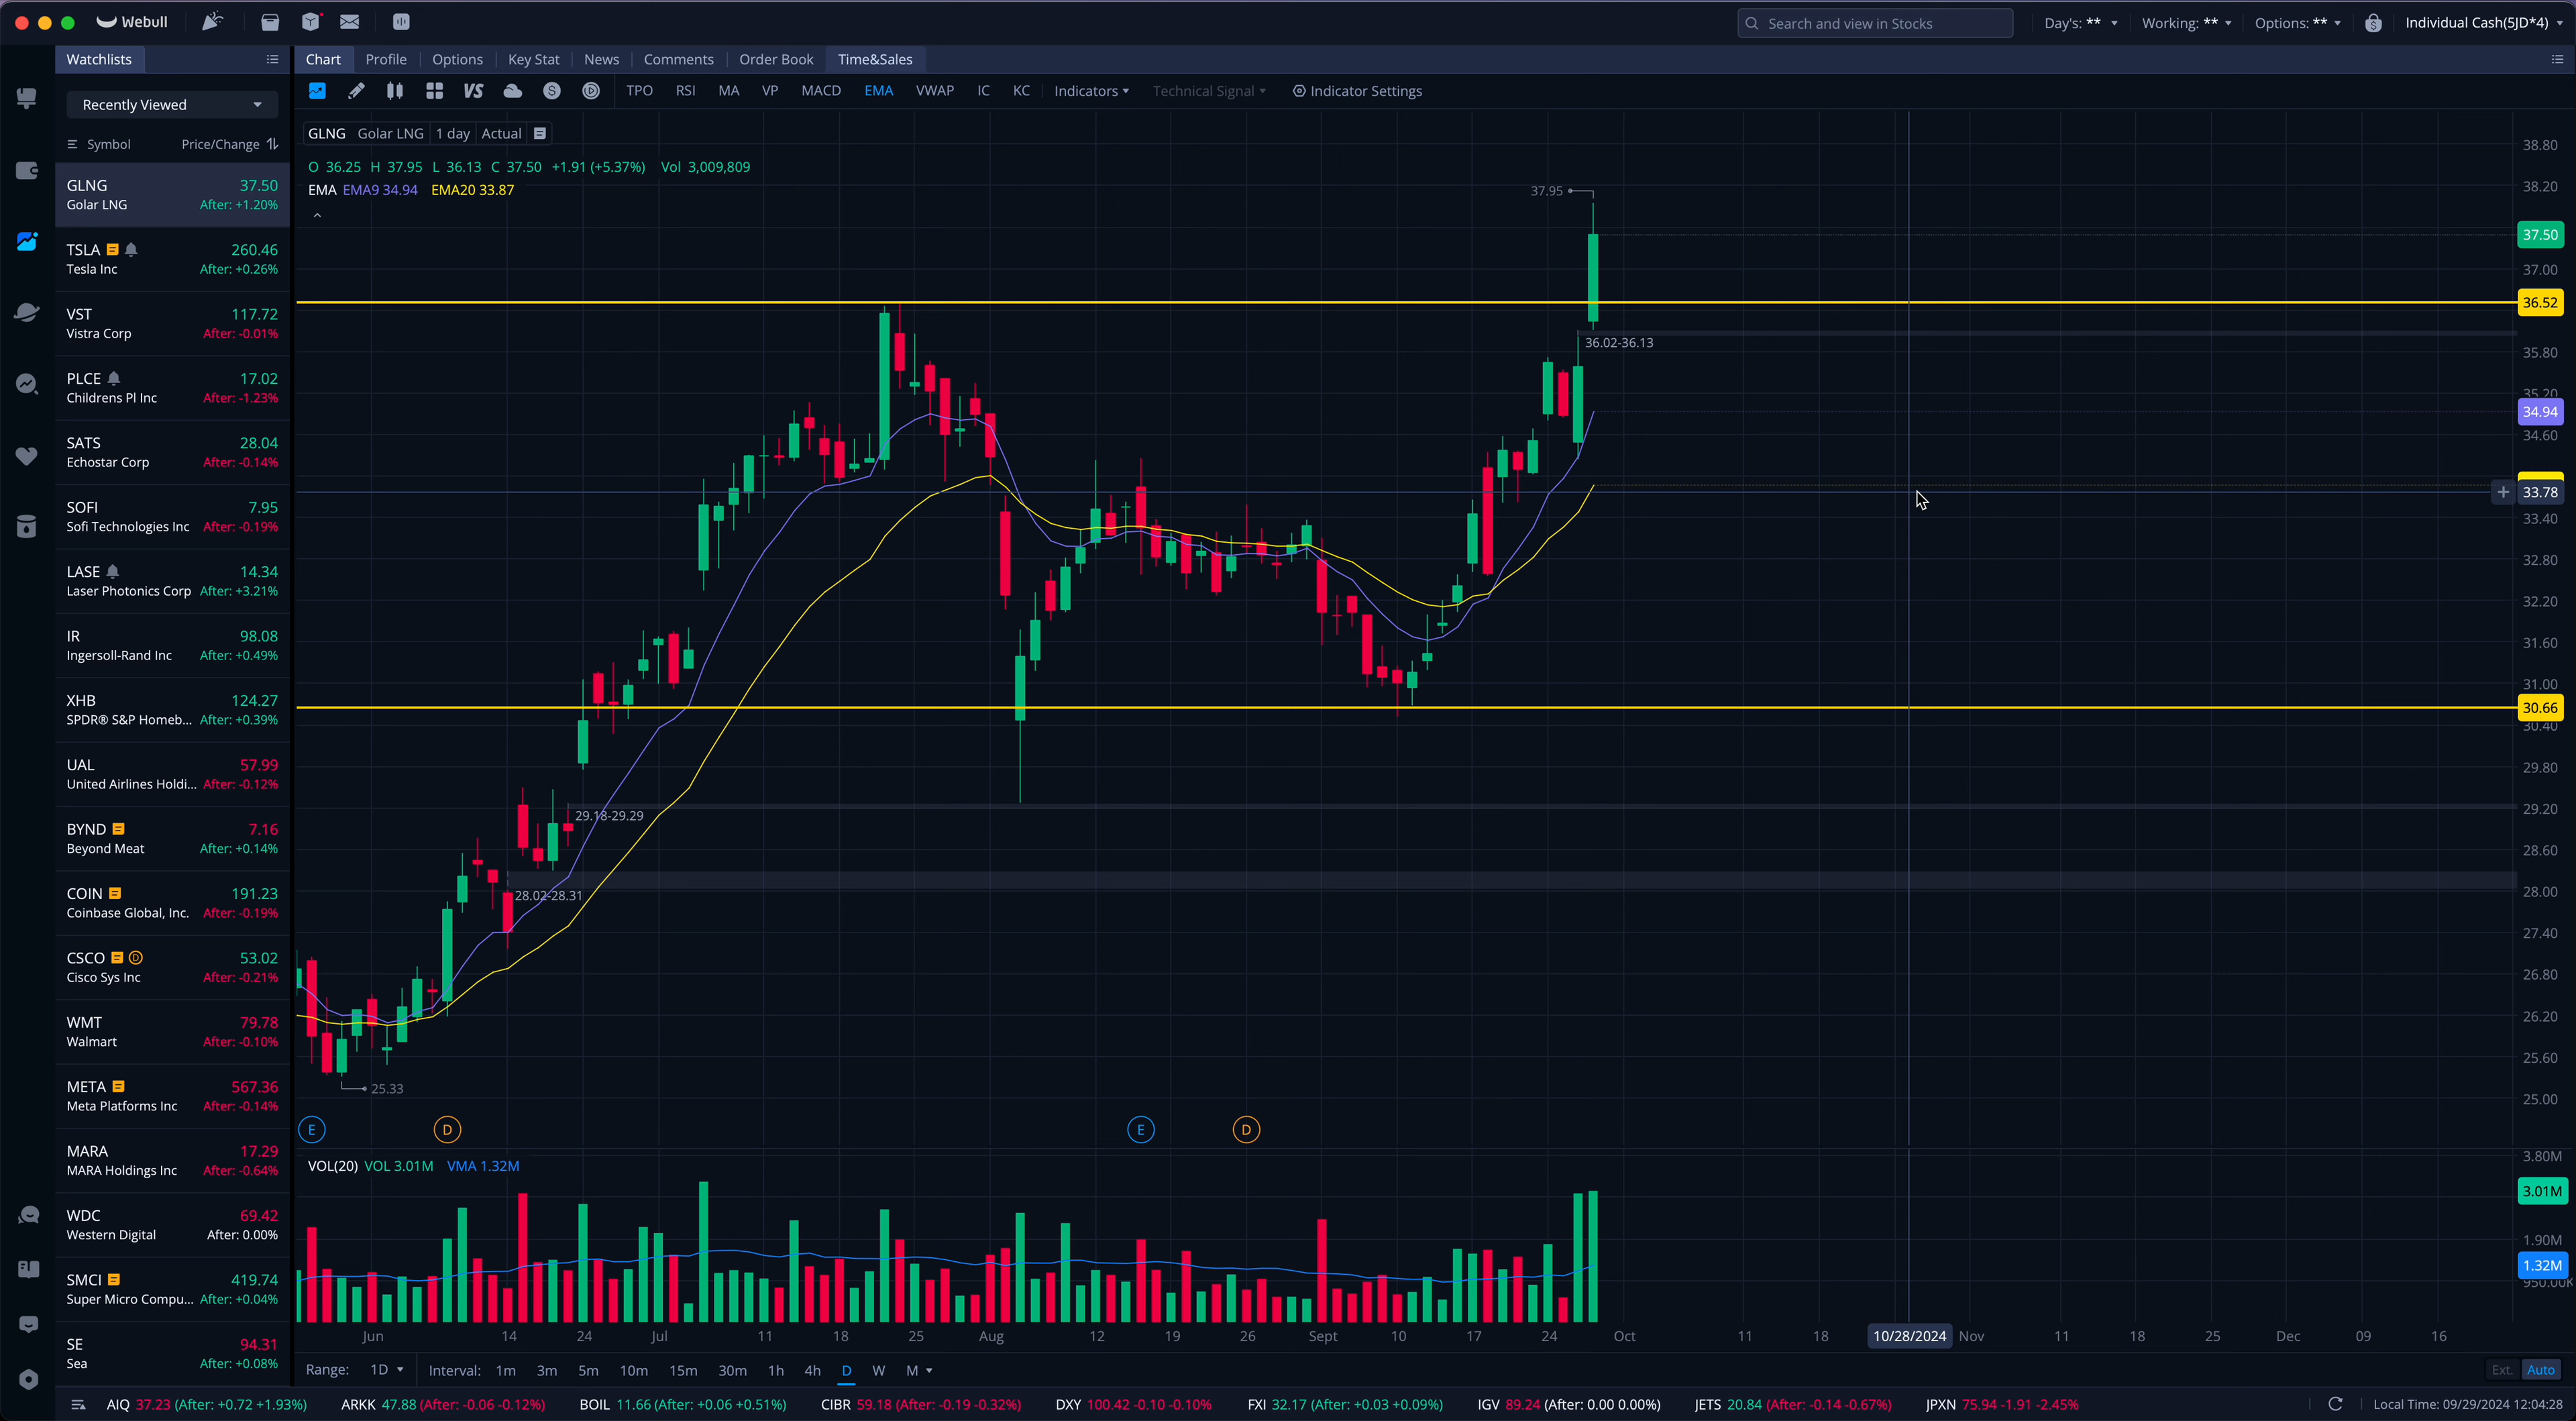 Webull
Search and view in Stocks
Day's: **
Working: **
Options: **
Individual Cash(5JD*4)
Watchlists
Chart Profile Options Key Stat News Comments Order Book Time&Sales
Recently Viewed
VS TPO RSI MA VP MACD EMA VWAP IC KC Indicators Technical Signal Indicator Settings
Symbol Price/Change
GLNG 37.50
Golar LNG After: +1.20%
TSLA 260.46
Tesla Inc After: +0.26%
VST 117.72
Vistra Corp After: -0.01%
PLCE 17.02
Childrens Pl Inc After: -1.23%
SATS 28.04
Echostar Corp After: -0.14%
SOFI 7.95
Sofi Technologies Inc After: -0.19%
LASE 14.34
Laser Photonics Corp After: +3.21%
IR 98.08
Ingersoll-Rand Inc After: +0.49%
XHB 124.27
SPDR® S&P Homeb... After: +0.39%
UAL 57.99
United Airlines Holdi... After: -0.12%
BYND 7.16
Beyond Meat After: +0.14%
COIN 191.23
Coinbase Global, Inc. After: -0.19%
CSCO D 53.02
Cisco Sys Inc After: -0.21%
WMT 79.78
Walmart After: -0.10%
META 567.36
Meta Platforms Inc After: -0.14%
MARA 17.29
MARA Holdings Inc After: -0.64%
WDC 69.42
Western Digital After: 0.00%
SMCI 419.74
Super Micro Compu... After: +0.04%
SE 94.31
Sea After: +0.08%
GLNG Golar LNG 1 day Actual
O 36.25 H 37.95 L 36.13 C 37.50 +1.91 (+5.37%) Vol 3,009,809
EMA EMA9 34.94 EMA20 33.87
37.95
36.02-36.13
29.18-29.29
28.02-28.31
25.33
E D E D
38.80
38.20
37.50
37.00
36.52
35.80
35.20
34.94
34.60
33.78
33.40
32.80
32.20
31.60
31.00
30.66
30.40
29.80
29.20
28.60
28.00
27.40
26.80
26.20
25.60
25.00
VOL(20) VOL 3.01M VMA 1.32M
3.80M
3.01M
1.90M
1.32M
950.00K
Jun 14 24 Jul 11 18 25 Aug 12 19 26 Sept 10 17 24 Oct 11 18 10/28/2024 Nov 11 18 25 Dec 09 16
Range: 1D Interval: 1m 3m 5m 10m 15m 30m 1h 4h D W M Ext. Auto
AIQ 37.23 (After: +0.72 +1.93%) ARKK 47.88 (After: -0.06 -0.12%) BOIL 11.66 (After: +0.06 +0.51%) CIBR 59.18 (After: -0.19 -0.32%) DXY 100.42 -0.10 -0.10% FXI 32.17 (After: +0.03 +0.09%) IGV 89.24 (After: 0.00 0.00%) JETS 20.84 (After: -0.14 -0.67%) JPXN 75.94 -1.91 -2.45% Local Time: 09/29/2024 12:04:28